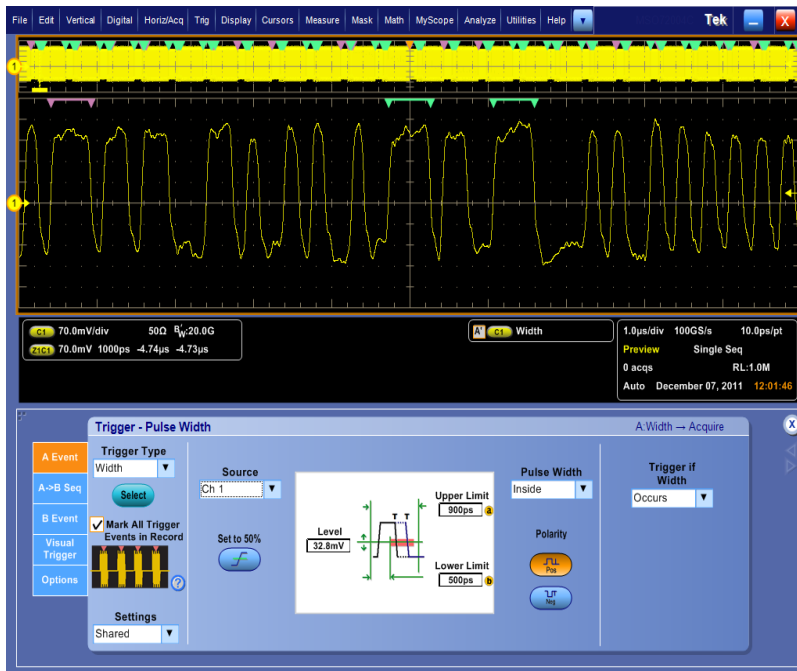 File Edit Vertical Digital Horiz/Acq Trig Display Cursors Measure Mask Math MyScope Analyze Utilities Help Tek X
1
1
C1 70.0mV/div 50Ω BW:20.0G
Z1C1 70.0mV 1000ps -4.74µs -4.73µs
A' C1 Width
1.0µs/div 100GS/s 10.0ps/pt
Preview Single Seq
0 acqs RL:1.0M
Auto December 07, 2011 12:01:46
Trigger - Pulse Width
A:Width → Acquire
X
A Event
A->B Seq
B Event
Visual
Trigger
Options
Trigger Type
Width
Select
Mark All Trigger
Events in Record
?
Settings
Shared
Source
Ch 1
Set to 50%
Level
32.8mV
T T
Upper Limit
900ps a
Lower Limit
500ps b
Pulse Width
Inside
Polarity
Pos
Neg
Trigger if
Width
Occurs